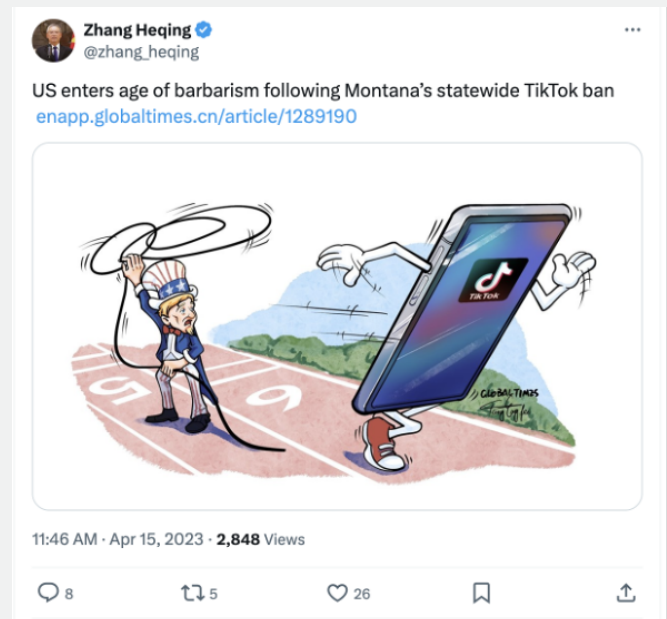 Zhang Heqing
@zhang_heqing
US enters age of barbarism following Montana’s statewide TikTok ban
enapp.globaltimes.cn/article/1289190
TikTok
5
6
GLOBAL TIMES
11:46 AM · Apr 15, 2023 · 2,848 Views
8
5
26